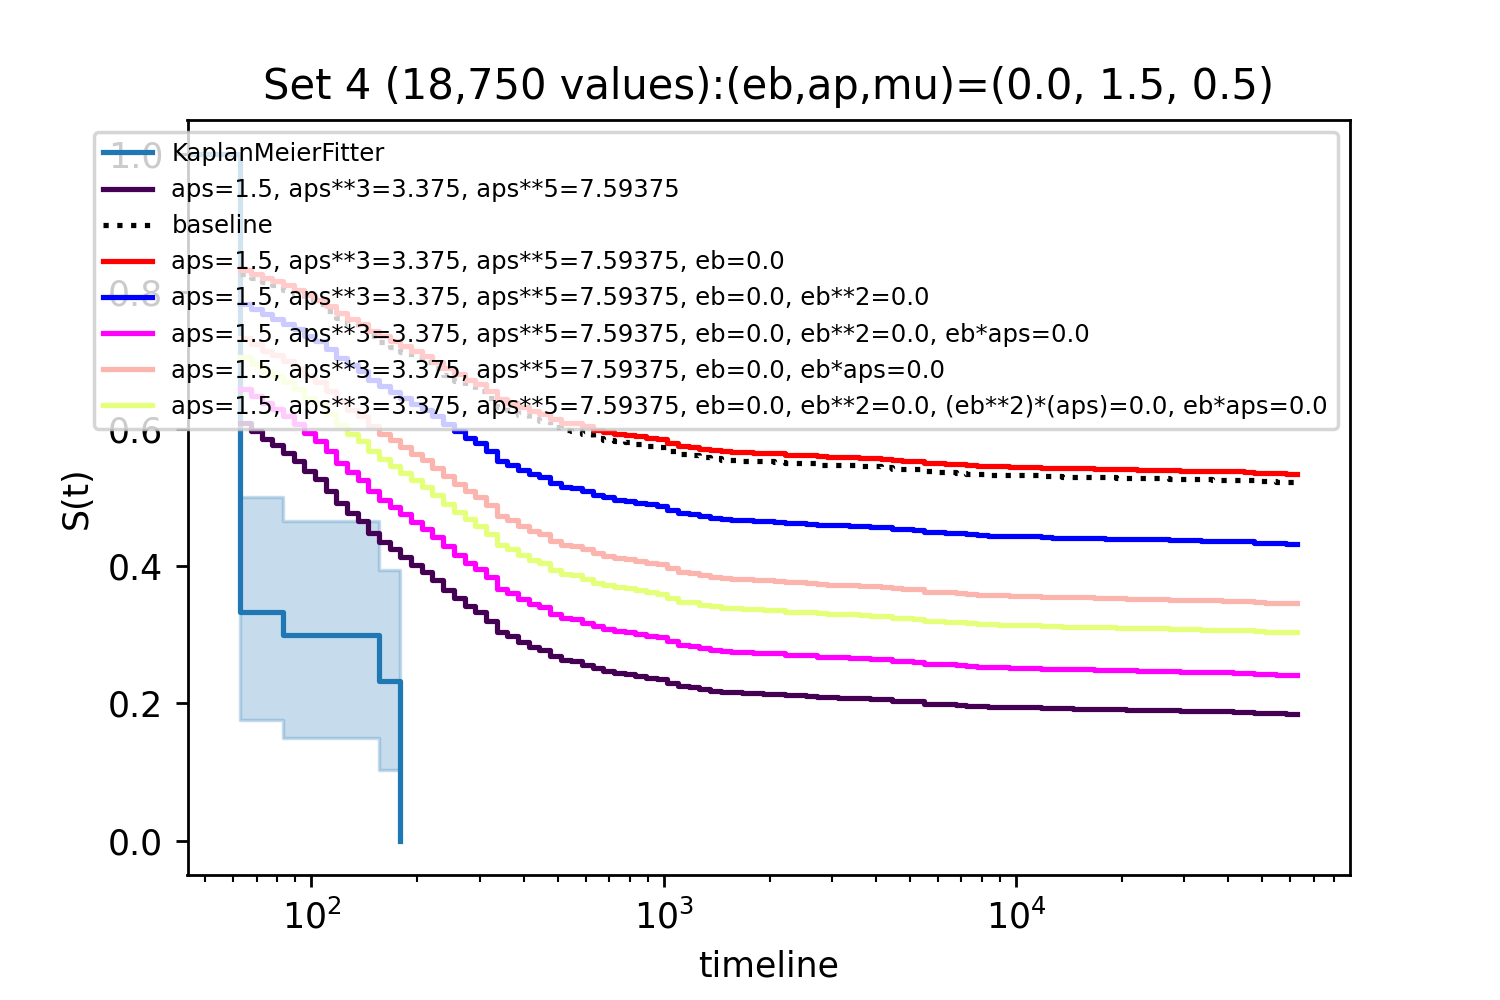 Set 4 (18,750 values):(eb,ap,mu)=(0.0, 1.5, 0.5)
KaplanMeierFitter
aps=1.5, aps**3=3.375, aps**5=7.59375
baseline
aps=1.5, aps**3=3.375, aps**5=7.59375, eb=0.0
aps=1.5, aps**3=3.375, aps**5=7.59375, eb=0.0, eb**2=0.0
aps=1.5, aps**3=3.375, aps**5=7.59375, eb=0.0, eb**2=0.0, eb*aps=0.0
aps=1.5, aps**3=3.375, aps**5=7.59375, eb=0.0, eb*aps=0.0
aps=1.5, aps**3=3.375, aps**5=7.59375, eb=0.0, eb**2=0.0, (eb**2)*(aps)=0.0, eb*aps=0.0
S(t)
1.0
0.8
0.6
0.4
0.2
0.0
10² 10³ 10⁴
timeline